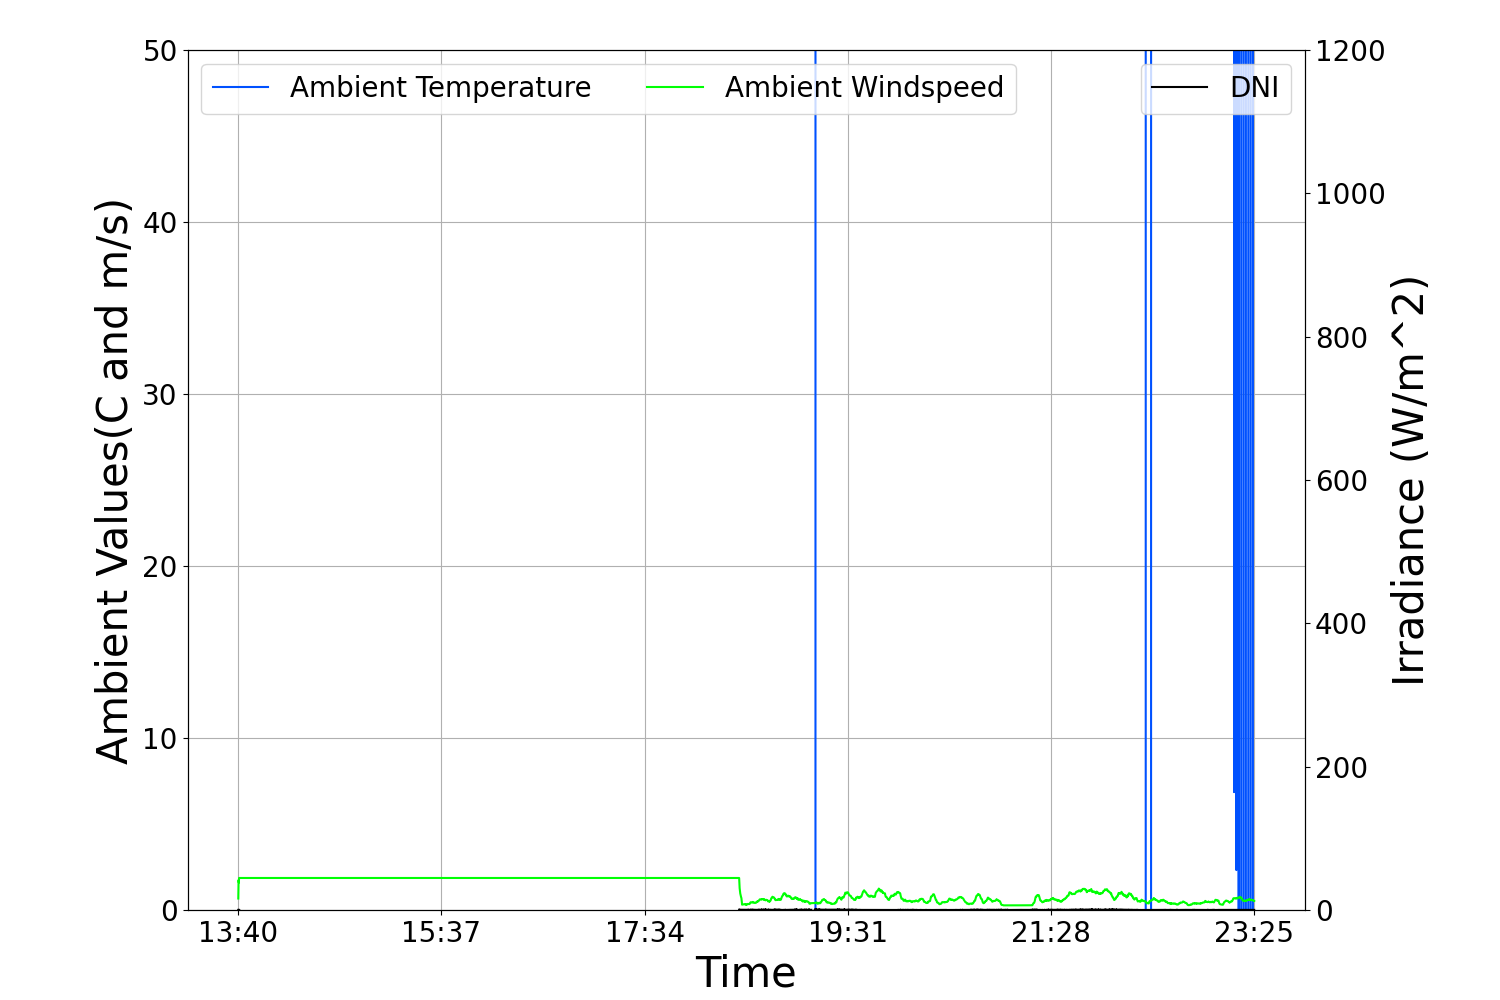 Ambient Temperature
Ambient Windspeed
DNI
50
40
30
20
10
0
1200
1000
800
600
400
200
0
Ambient Values(C and m/s)
Irradiance (W/m^2)
13:40 15:37 17:34 19:31 21:28 23:25
Time